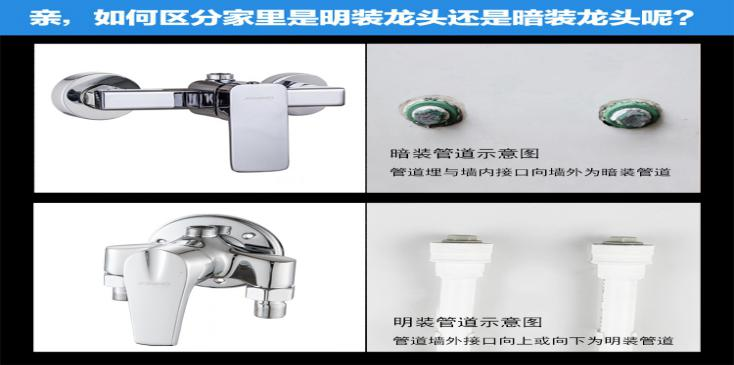 亲，如何区分家里是明装龙头还是暗装龙头呢？
暗装管道示意图
管道埋与墙内接口向墙外为暗装管道
明装管道示意图
管道墙外接口向上或向下为明装管道